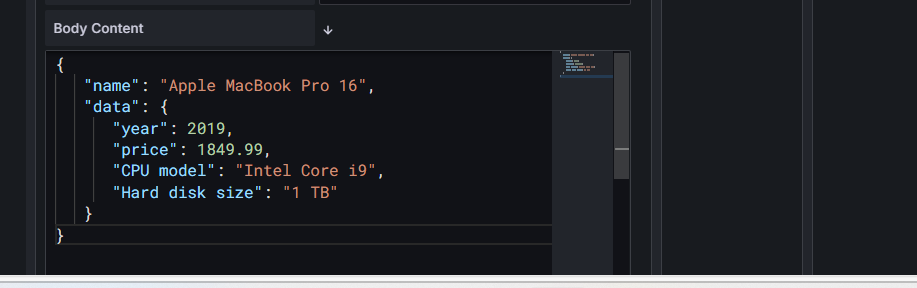 Body Content
{
"name": "Apple MacBook Pro 16",
"data": {
"year": 2019,
"price": 1849.99,
"CPU model": "Intel Core i9",
"Hard disk size": "1 TB"
}
}